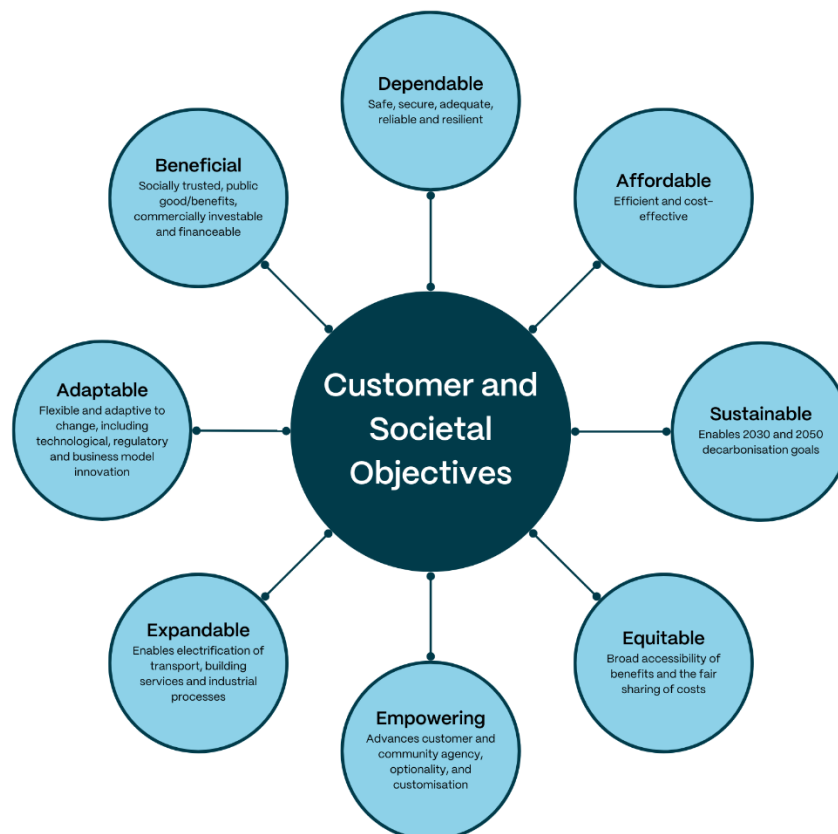 Dependable
Safe, secure, adequate,
reliable and resilient
Beneficial
Socially trusted, public
good/benefits,
commercially investable
and financeable
Affordable
Efficient and cost-
effective
Customer and
Societal
Objectives
Adaptable
Flexible and adaptive to
change, including
technological, regulatory
and business model
innovation
Sustainable
Enables 2030 and 2050
decarbonisation goals
Expandable
Enables electrification of
transport, building
services and industrial
processes
Equitable
Broad accessibility of
benefits and the fair
sharing of costs
Empowering
Advances customer and
community agency,
optionality, and
customisation